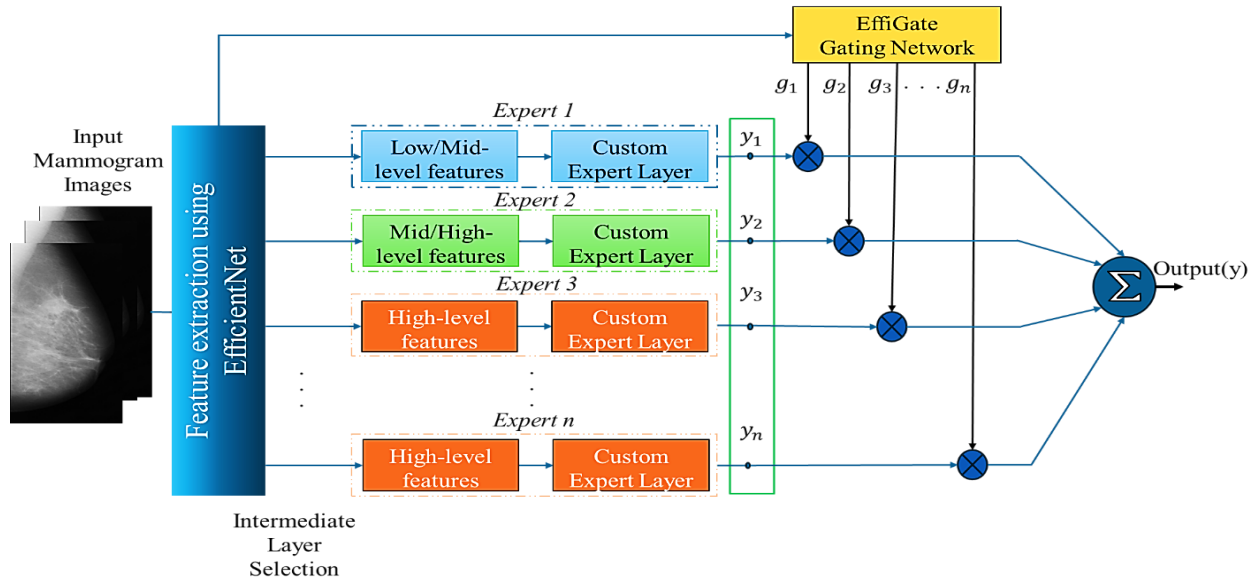 EffiGate
Gating Network
g₁ g₂ g₃ . . . gₙ
Input
Mammogram
Images
Feature extraction using
EfficientNet
Expert 1
Low/Mid-
level features
Custom
Expert Layer
y₁
Expert 2
Mid/High-
level features
Custom
Expert Layer
y₂
Expert 3
High-level
features
Custom
Expert Layer
y₃
Σ
Output(y)
Expert n
High-level
features
Custom
Expert Layer
yₙ
Intermediate
Layer
Selection